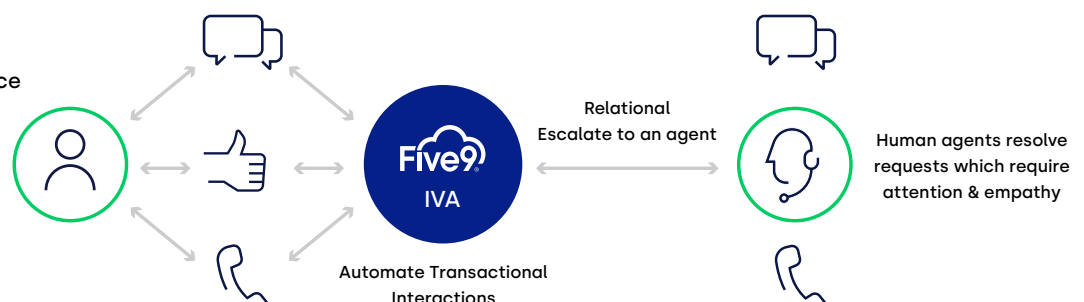 ce
Five9
IVA
Automate Transactional
Interactions
Relational
Escalate to an agent
Human agents resolve
requests which require
attention & empathy